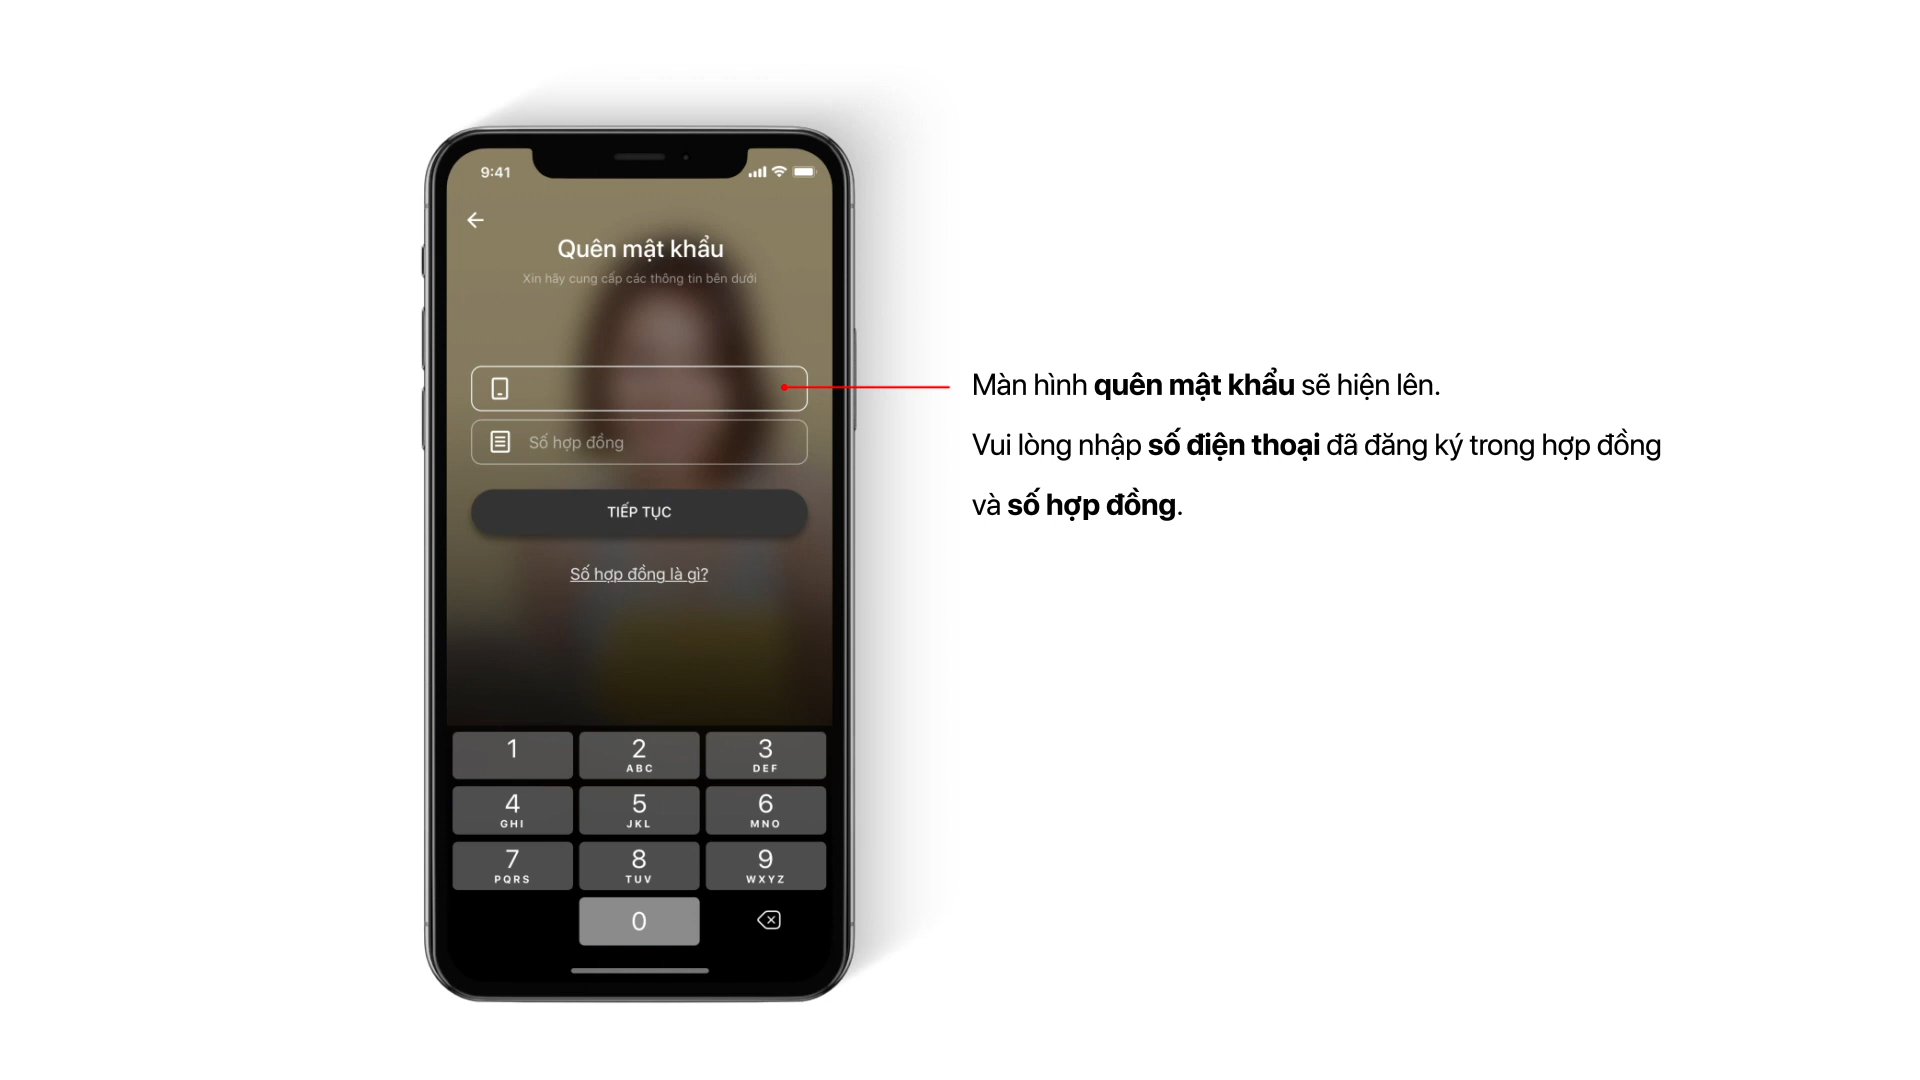 9:41
Quên mật khẩu
Xin hãy cung cấp các thông tin bên dưới
Số hợp đồng
TIẾP TỤC
Số hợp đồng là gì?
1
2
ABC
3
DEF
4
GHI
5
JKL
6
MNO
7
PQRS
8
TUV
9
WXYZ
0
Màn hình quên mật khẩu sẽ hiện lên.
Vui lòng nhập số điện thoại đã đăng ký trong hợp đồng
và số hợp đồng.